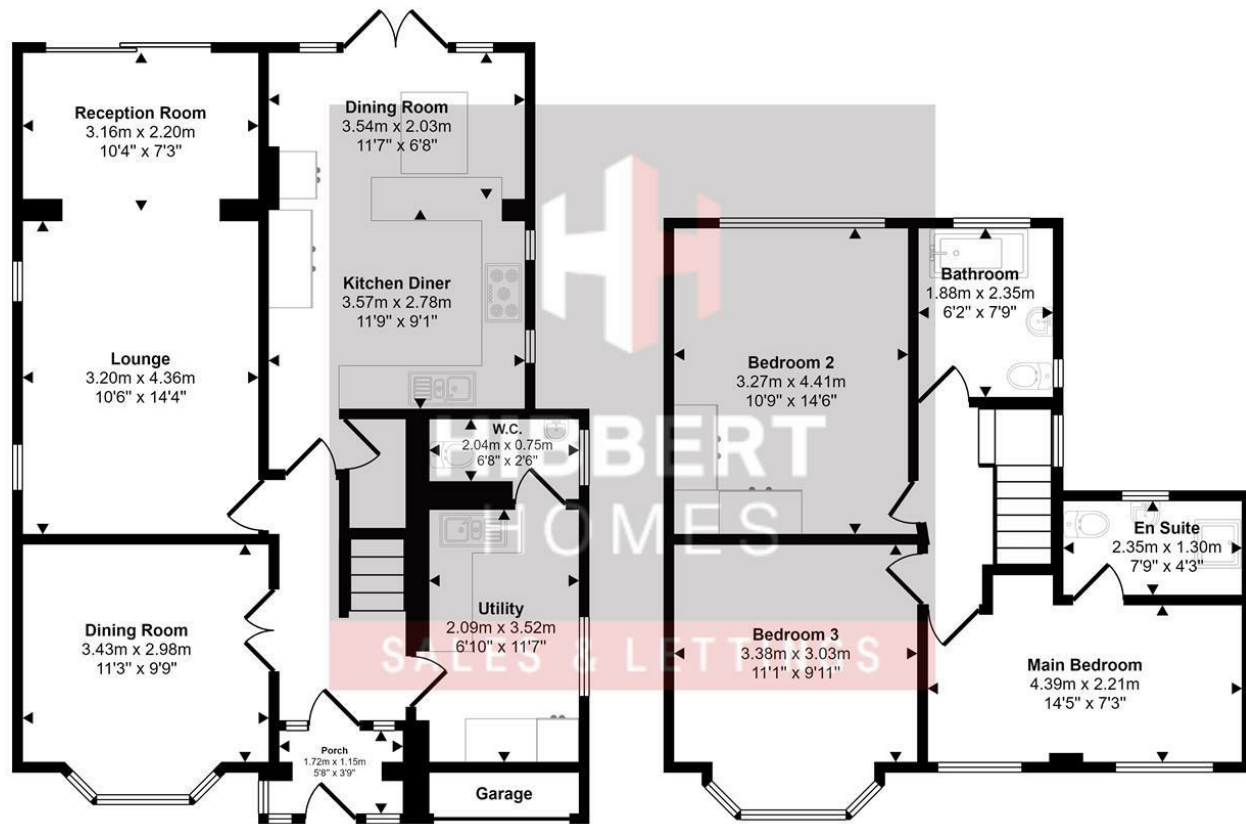 Reception Room
3.16m x 2.20m
10'4" x 7'3"
Dining Room
3.54m x 2.03m
11'7" x 6'8"
Kitchen Diner
3.57m x 2.78m
11'9" x 9'1"
Lounge
3.20m x 4.36m
10'6" x 14'4"
W.C.
2.04m x 0.75m
6'8" x 2'6"
Utility
2.09m x 3.52m
6'10" x 11'7"
Dining Room
3.43m x 2.98m
11'3" x 9'9"
Porch
1.72m x 1.15m
5'8" x 3'9"
Garage
Bathroom
1.88m x 2.35m
6'2" x 7'9"
Bedroom 2
3.27m x 4.41m
10'9" x 14'6"
En Suite
2.35m x 1.30m
7'9" x 4'3"
Bedroom 3
3.38m x 3.03m
11'1" x 9'11"
Main Bedroom
4.39m x 2.21m
14'5" x 7'3"
HIBBERT
HOMES
SALES & LETTINGS